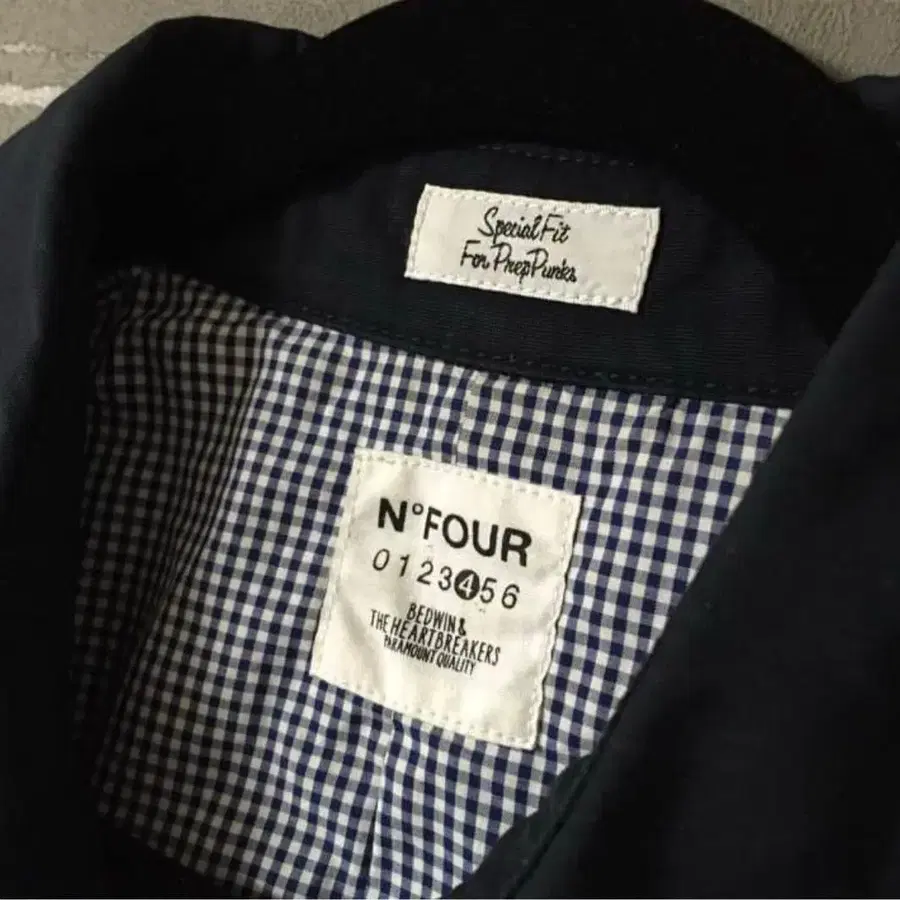 Special Fit
For Prep Punks
N°FOUR
0123456
BEDWIN &
THE HEARTBREAKERS
PARAMOUNT QUALITY